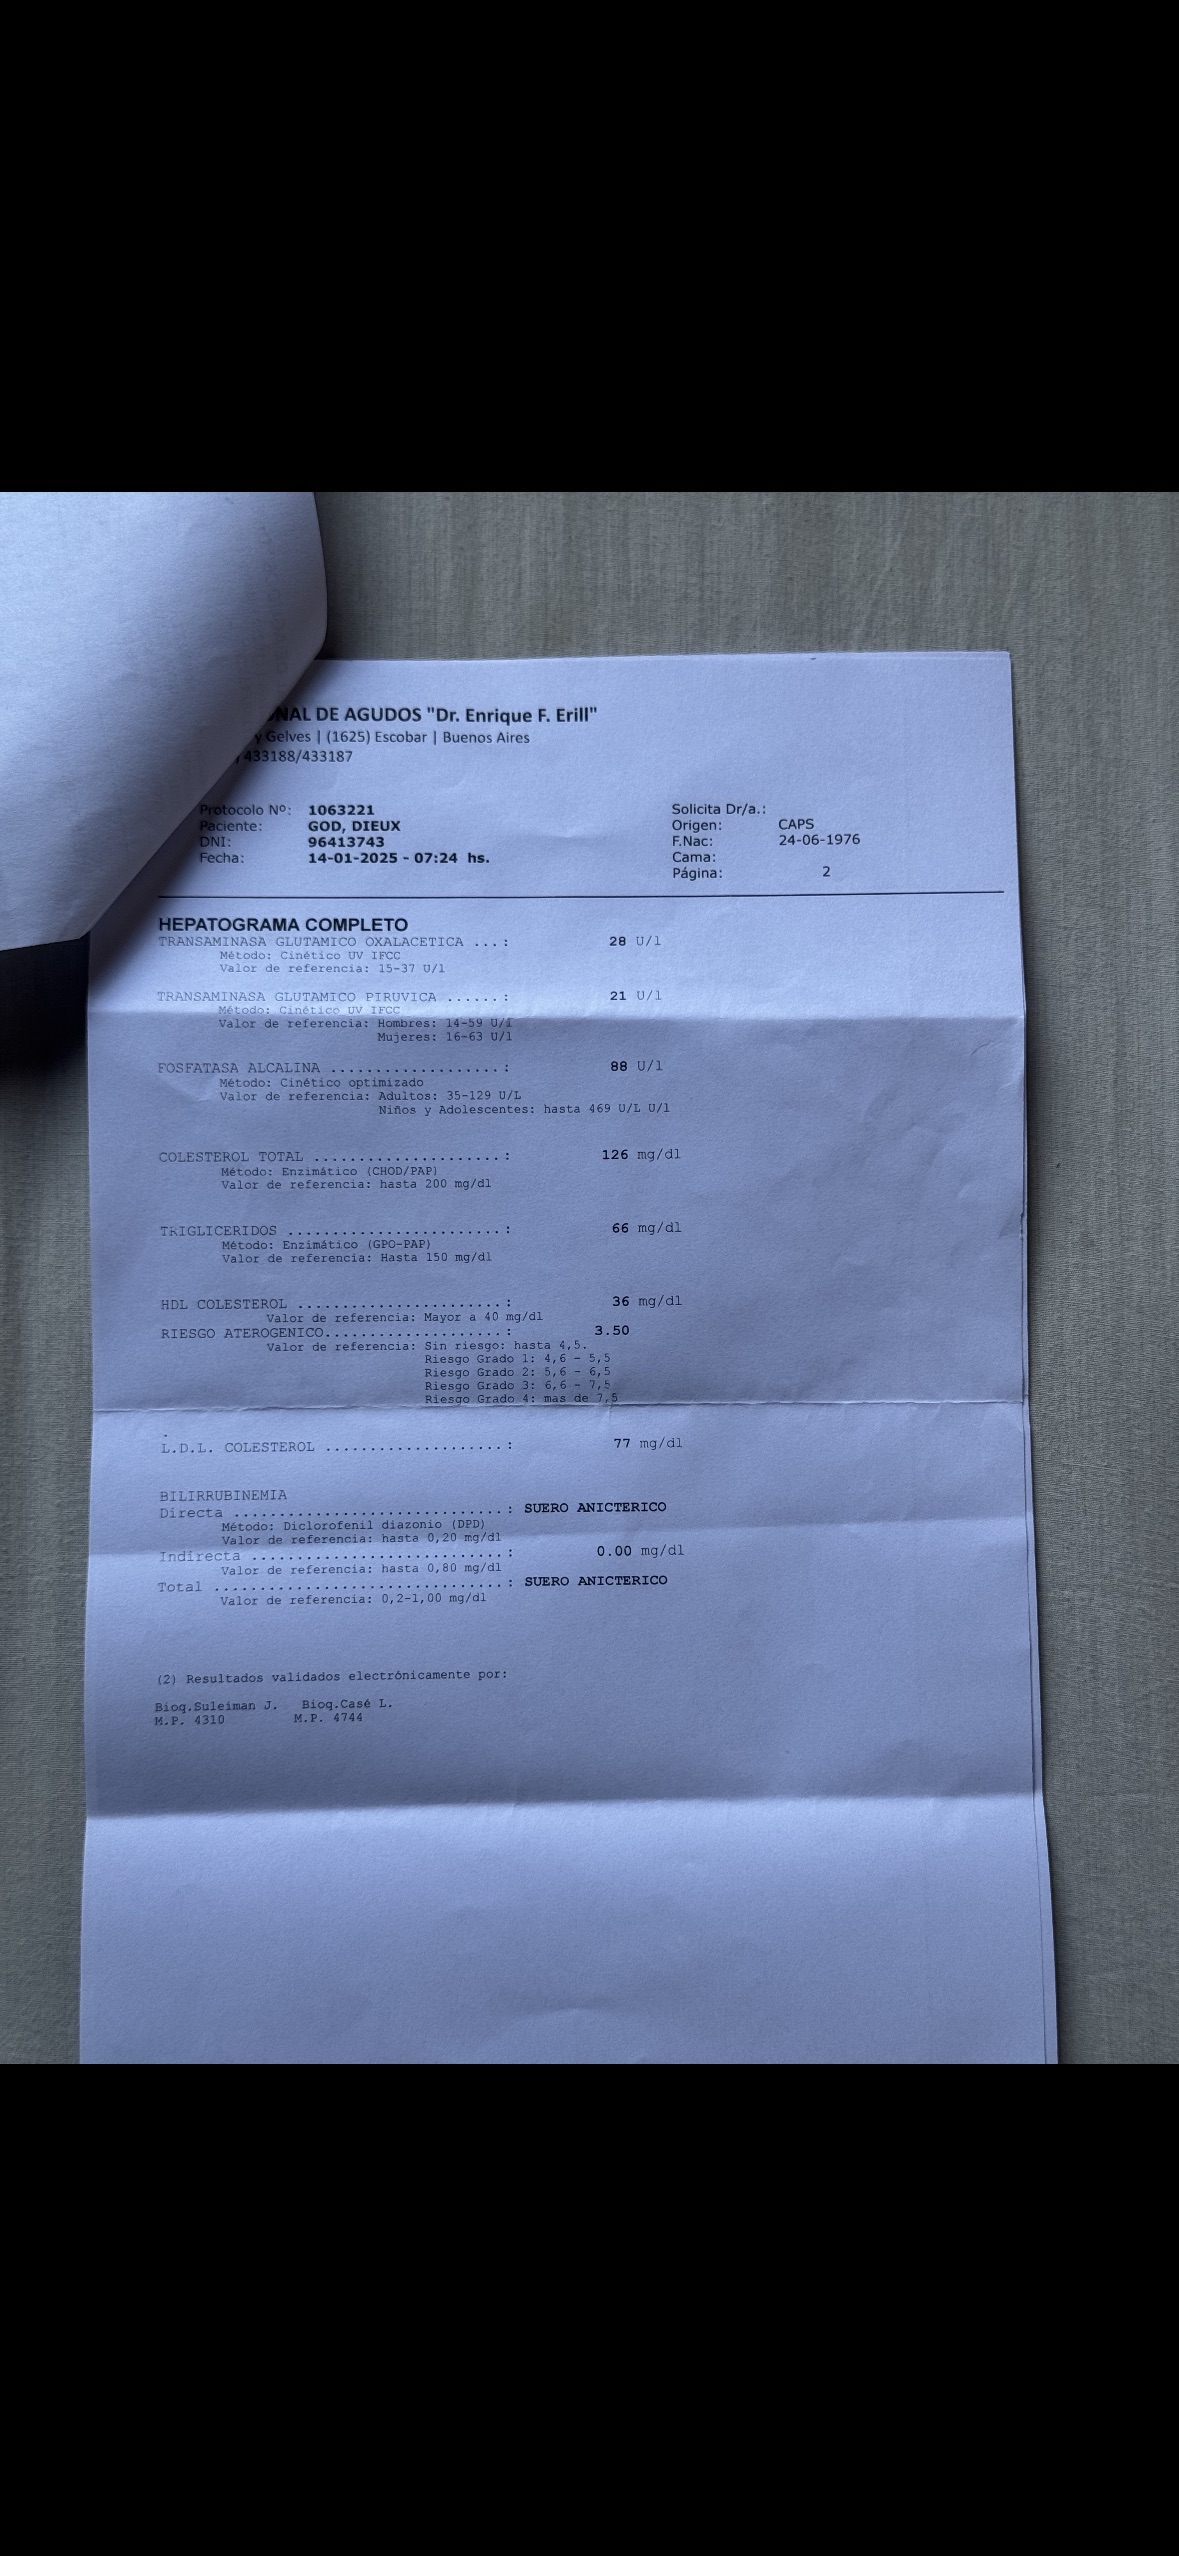 NAL DE AGUDOS "Dr. Enrique F. Erill"
y Gelves | (1625) Escobar | Buenos Aires
433188/433187
Protocolo Nº: 1063221 Solicita Dr/a.:
Paciente: GOD, DIEUX Origen: CAPS
DNI: 96413743 F.Nac: 24-06-1976
Fecha: 14-01-2025 - 07:24 hs. Cama:
Página: 2
HEPATOGRAMA COMPLETO
TRANSAMINASA GLUTAMICO OXALACETICA ...: 28 U/l
Método: Cinético UV IFCC
Valor de referencia: 15-37 U/l
TRANSAMINASA GLUTAMICO PIRUVICA ......: 21 U/l
Método: Cinético UV IFCC
Valor de referencia: Hombres: 14-59 U/l
Mujeres: 16-63 U/l
FOSFATASA ALCALINA ...................: 88 U/l
Método: Cinético optimizado
Valor de referencia: Adultos: 35-129 U/L
Niños y Adolescentes: hasta 469 U/L U/l
COLESTEROL TOTAL .....................: 126 mg/dl
Método: Enzimático (CHOD/PAP)
Valor de referencia: hasta 200 mg/dl
TRIGLICERIDOS ........................: 66 mg/dl
Método: Enzimático (GPO-PAP)
Valor de referencia: Hasta 150 mg/dl
HDL COLESTEROL .......................: 36 mg/dl
Valor de referencia: Mayor a 40 mg/dl
RIESGO ATEROGENICO....................: 3.50
Valor de referencia: Sin riesgo: hasta 4,5.
Riesgo Grado 1: 4,6 - 5,5
Riesgo Grado 2: 5,6 - 6,5
Riesgo Grado 3: 6,6 - 7,5
Riesgo Grado 4: mas de 7,5
.
L.D.L. COLESTEROL ....................: 77 mg/dl
BILIRRUBINEMIA
Directa ..............................: SUERO ANICTERICO
Método: Diclorofenil diazonio (DPD)
Valor de referencia: hasta 0,20 mg/dl
Indirecta ............................: 0.00 mg/dl
Valor de referencia: hasta 0,80 mg/dl
Total ................................: SUERO ANICTERICO
Valor de referencia: 0,2-1,00 mg/dl
(2) Resultados validados electrónicamente por:
Bioq.Suleiman J. Bioq.Casé L.
M.P. 4310 M.P. 4744